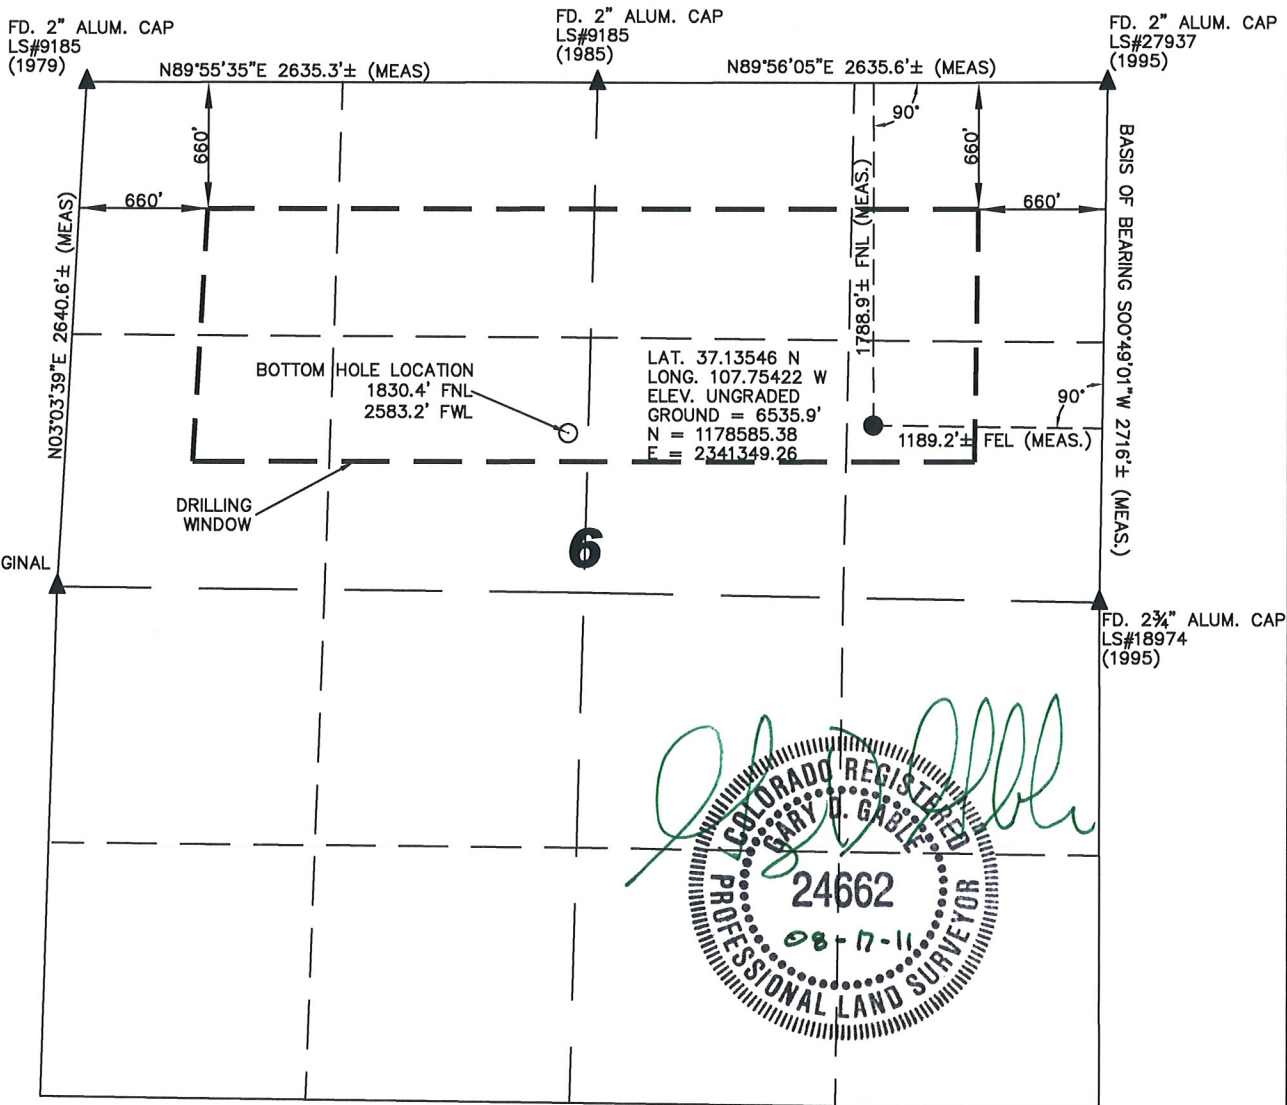 FD. 2" ALUM. CAP
LS#9185
(1979)
FD. 2" ALUM. CAP
LS#9185
(1985)
FD. 2" ALUM. CAP
LS#27937
(1995)
N89°55'35"E 2635.3'± (MEAS)
N89°56'05"E 2635.6'± (MEAS)
90°
660'
660'
660'
660'
N03°03'39"E 2640.6'± (MEAS)
1788.9'± FNL (MEAS.)
BASIS OF BEARING S00°49'01"W 2716'± (MEAS.)
BOTTOM HOLE LOCATION
1830.4' FNL
2583.2' FWL
LAT. 37.13546 N
LONG. 107.75422 W
ELEV. UNGRADED
GROUND = 6535.9'
N = 1178585.38
E = 2341349.26
90°
1189.2'± FEL (MEAS.)
DRILLING
WINDOW
6
GINAL
FD. 2¾" ALUM. CAP
LS#18974
(1995)
COLORADO REGISTERED
GARY D. GABLE
24662
08-17-11
PROFESSIONAL LAND SURVEYOR